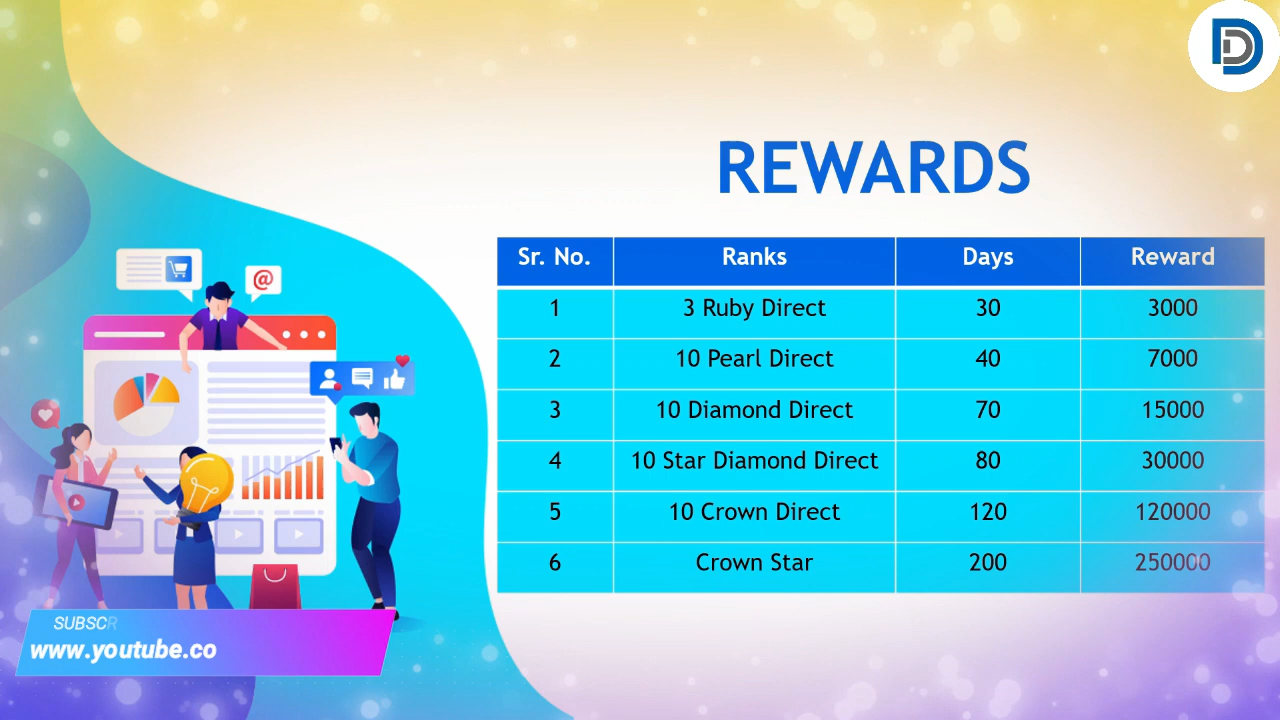 REWARDS
Sr. No. Ranks Days Reward
1 3 Ruby Direct 30 3000
2 10 Pearl Direct 40 7000
3 10 Diamond Direct 70 15000
4 10 Star Diamond Direct 80 30000
5 10 Crown Direct 120 120000
6 Crown Star 200 250000
@
SUBSCR
www.youtube.co